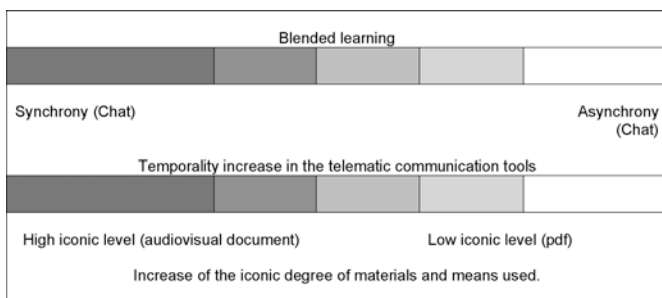 Blended learning
Synchrony (Chat)
Asynchrony
(Chat)
Temporality increase in the telematic communication tools
High iconic level (audiovisual document)
Low iconic level (pdf)
Increase of the iconic degree of materials and means used.